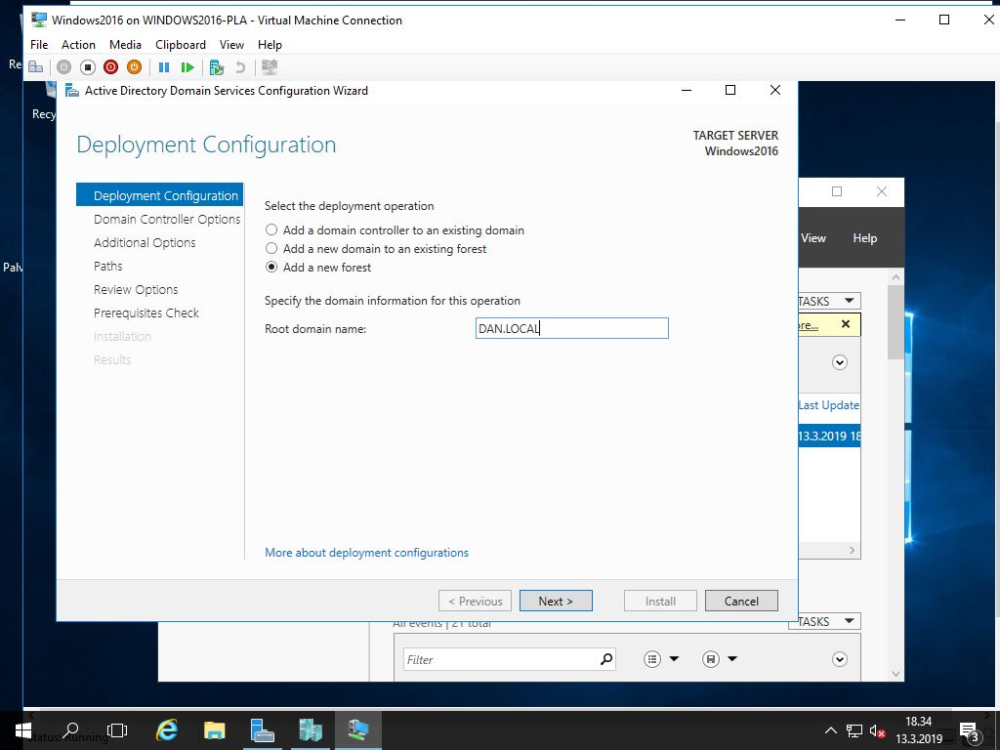 Windows2016 on WINDOWS2016-PLA - Virtual Machine Connection
File Action Media Clipboard View Help
Re
Recy
Active Directory Domain Services Configuration Wizard
Deployment Configuration
TARGET SERVER
Windows2016
Deployment Configuration
Domain Controller Options
Additional Options
Paths
Review Options
Prerequisites Check
Installation
Results
Select the deployment operation
Add a domain controller to an existing domain
Add a new domain to an existing forest
Add a new forest
Specify the domain information for this operation
Root domain name: DAN.LOCAL
More about deployment configurations
< Previous Next > Install Cancel
Palv
View Help
TASKS
ore...
Last Update
13.3.2019 18
All events | 21 total
TASKS
Filter
Status: Running
18.34
13.3.2019
3